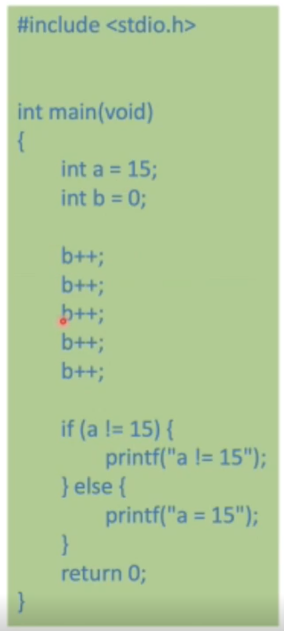 #include <stdio.h>
int main(void)
{
int a = 15;
int b = 0;
b++;
b++;
b++;
b++;
b++;
if (a != 15) {
printf("a != 15");
} else {
printf("a = 15");
}
return 0;
}